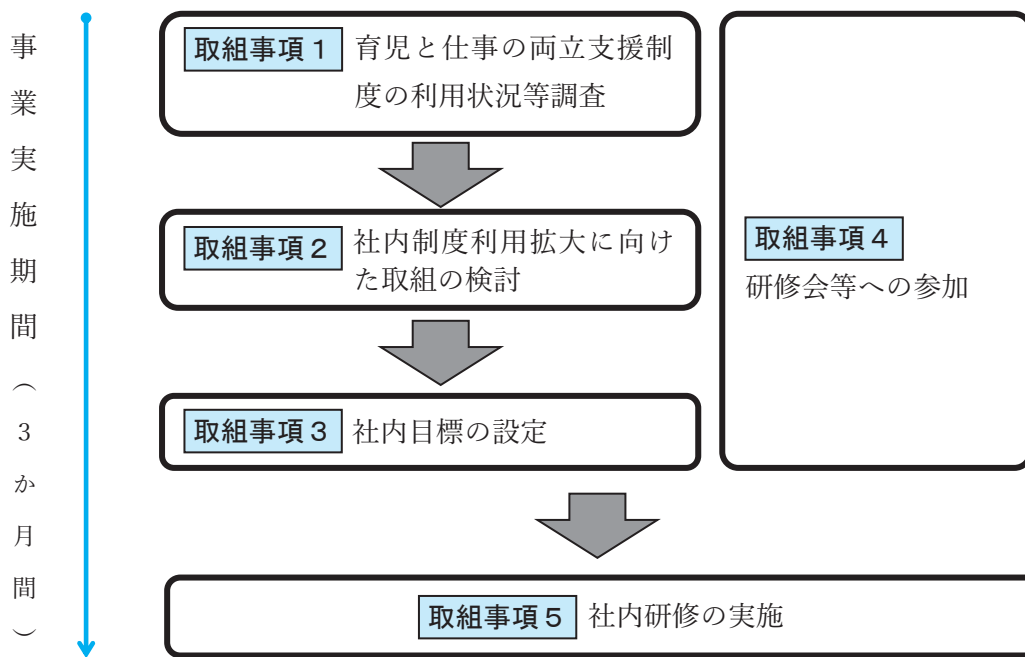 事業実施期間（３か月間）
取組事項１ 育児と仕事の両立支援制
度の利用状況等調査
取組事項２ 社内制度利用拡大に向け
た取組の検討
取組事項３ 社内目標の設定
取組事項４
研修会等への参加
取組事項５ 社内研修の実施